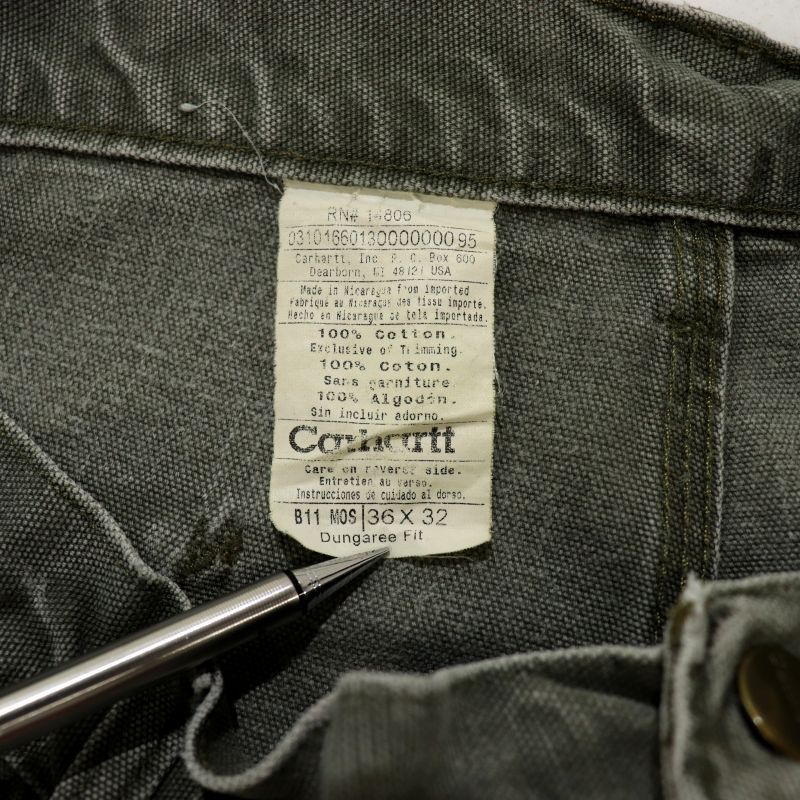 RN# 14806
0310166013000000095
Carhartt, Inc. P. O. Box 600
Dearborn, MI 48121 USA
Made in Nicaragua from imported
Fabriqué au Nicaragua des tissu importe.
Hecho en Nicaragua de tela importada.
100% Cotton.
Exclusive of Trimming.
100% Coton.
Sans garniture
100% Algodón.
Sin incluir adorno.
Carhartt
Care on reverse side.
Entretien au verso.
Instrucciones de cuidado al dorso.
B11 MOS 36 X 32
Dungaree Fit